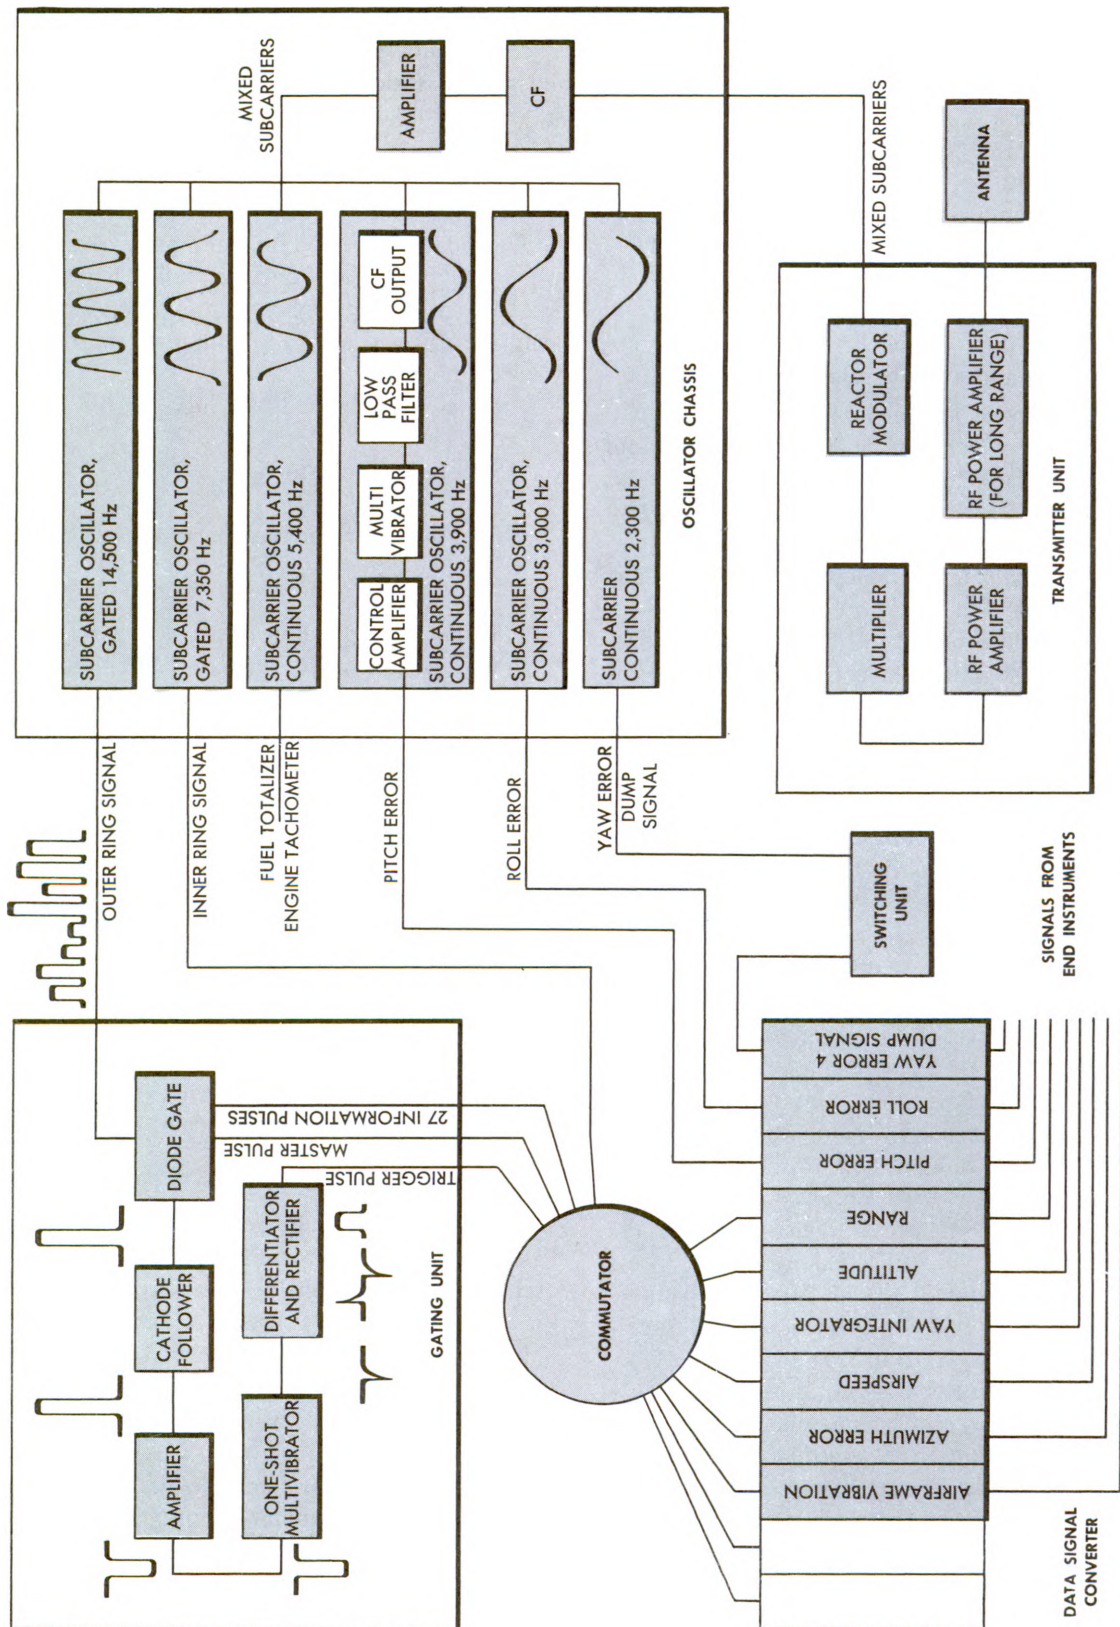 AMPLIFIER
CATHODE
FOLLOWER
DIODE GATE
ONE-SHOT
MULTIVIBRATOR
DIFFERENTIATOR
AND RECTIFIER
GATING UNIT
TRIGGER PULSE
MASTER PULSE
27 INFORMATION PULSES
COMMUTATOR
AIRFRAME VIBRATION
AZIMUTH ERROR
AIRSPEED
YAW INTEGRATOR
ALTITUDE
RANGE
PITCH ERROR
ROLL ERROR
YAW ERROR 4
DUMP SIGNAL
DATA SIGNAL
CONVERTER
SIGNALS FROM
END INSTRUMENTS
SWITCHING
UNIT
OUTER RING SIGNAL
INNER RING SIGNAL
FUEL TOTALIZER
ENGINE TACHOMETER
PITCH ERROR
ROLL ERROR
YAW ERROR
DUMP
SIGNAL
SUBCARRIER OSCILLATOR,
GATED 14,500 Hz
SUBCARRIER OSCILLATOR,
GATED 7,350 Hz
SUBCARRIER OSCILLATOR,
CONTINUOUS 5,400 Hz
CONTROL
AMPLIFIER
MULTI
VIBRATOR
LOW
PASS
FILTER
CF
OUTPUT
SUBCARRIER OSCILLATOR,
CONTINUOUS 3,900 Hz
SUBCARRIER OSCILLATOR,
CONTINUOUS 3,000 Hz
SUBCARRIER
CONTINUOUS 2,300 Hz
OSCILLATOR CHASSIS
MIXED
SUBCARRIERS
AMPLIFIER
CF
MIXED SUBCARRIERS
MULTIPLIER
REACTOR
MODULATOR
RF POWER
AMPLIFIER
RF POWER AMPLIFIER
(FOR LONG RANGE)
TRANSMITTER UNIT
ANTENNA